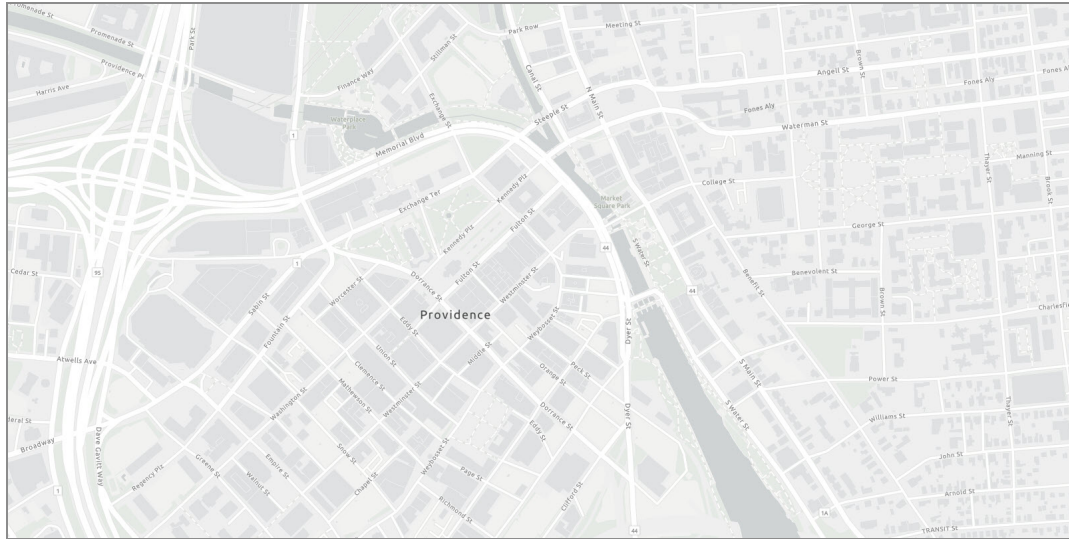 Promenade St
Promenade St
Providence Pl
Harris Ave
Park St
Finance Way
Stillman St
Exchange St
Waterplace
Park
Memorial Blvd
1
Park Row
Canal St
Steeple St
N Main St
Meeting St
Brown St
Angell St
Fones Aly
Fones Aly
Waterman St
Thayer St
Manning St
Brook St
College St
George St
Market
Square Park
S Water St
44
44
Exchange Ter
Kennedy Plz
Kennedy Plz
Fulton St
Fulton St
Westminster St
Weybosset St
Dorrance St
Worcester St
Eddy St
Providence
Cedar St
95
1
Sabin St
Fountain St
Atwells Ave
Benefit St
Benevolent St
Brown St
Union St
Clemence St
Mathewson St
Westminster St
Middle St
Dyer St
Dyer St
Peck St
Orange St
Dorrance St
Eddy St
Washington St
S Main St
S Water St
Power St
Williams St
Thayer St
John St
Arnold St
TRANSIT St
1A
Broadway
Dave Gavitt Way
1
Regency Plz
Greene St
Empire St
Walnut St
Snow St
Chapel St
Weybosset St
Pape St
Richmond St
Clifford St
44